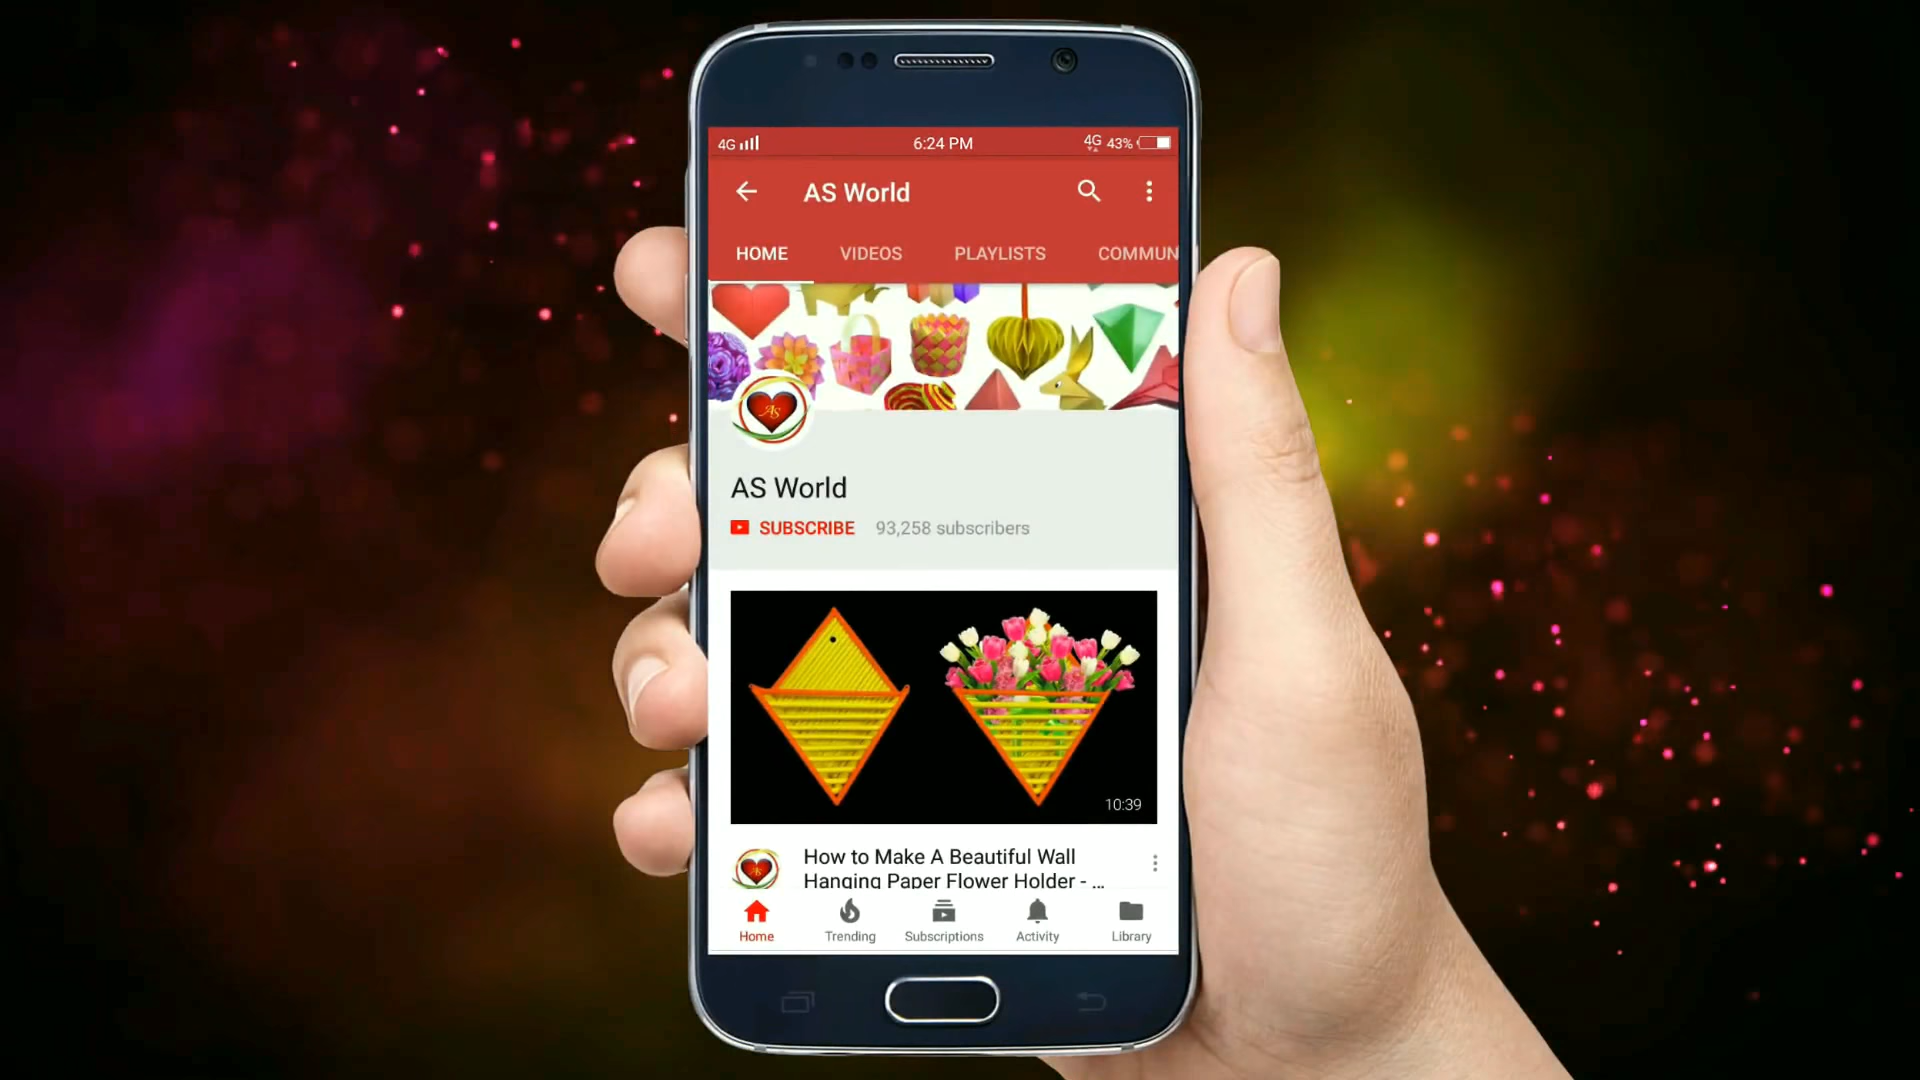 4G 6:24 PM 4G 43%
AS World
HOME VIDEOS PLAYLISTS COMMUN
AS
AS World
SUBSCRIBE 93,258 subscribers
10:39
How to Make A Beautiful Wall
Hanging Paper Flower Holder - ...
Home Trending Subscriptions Activity Library